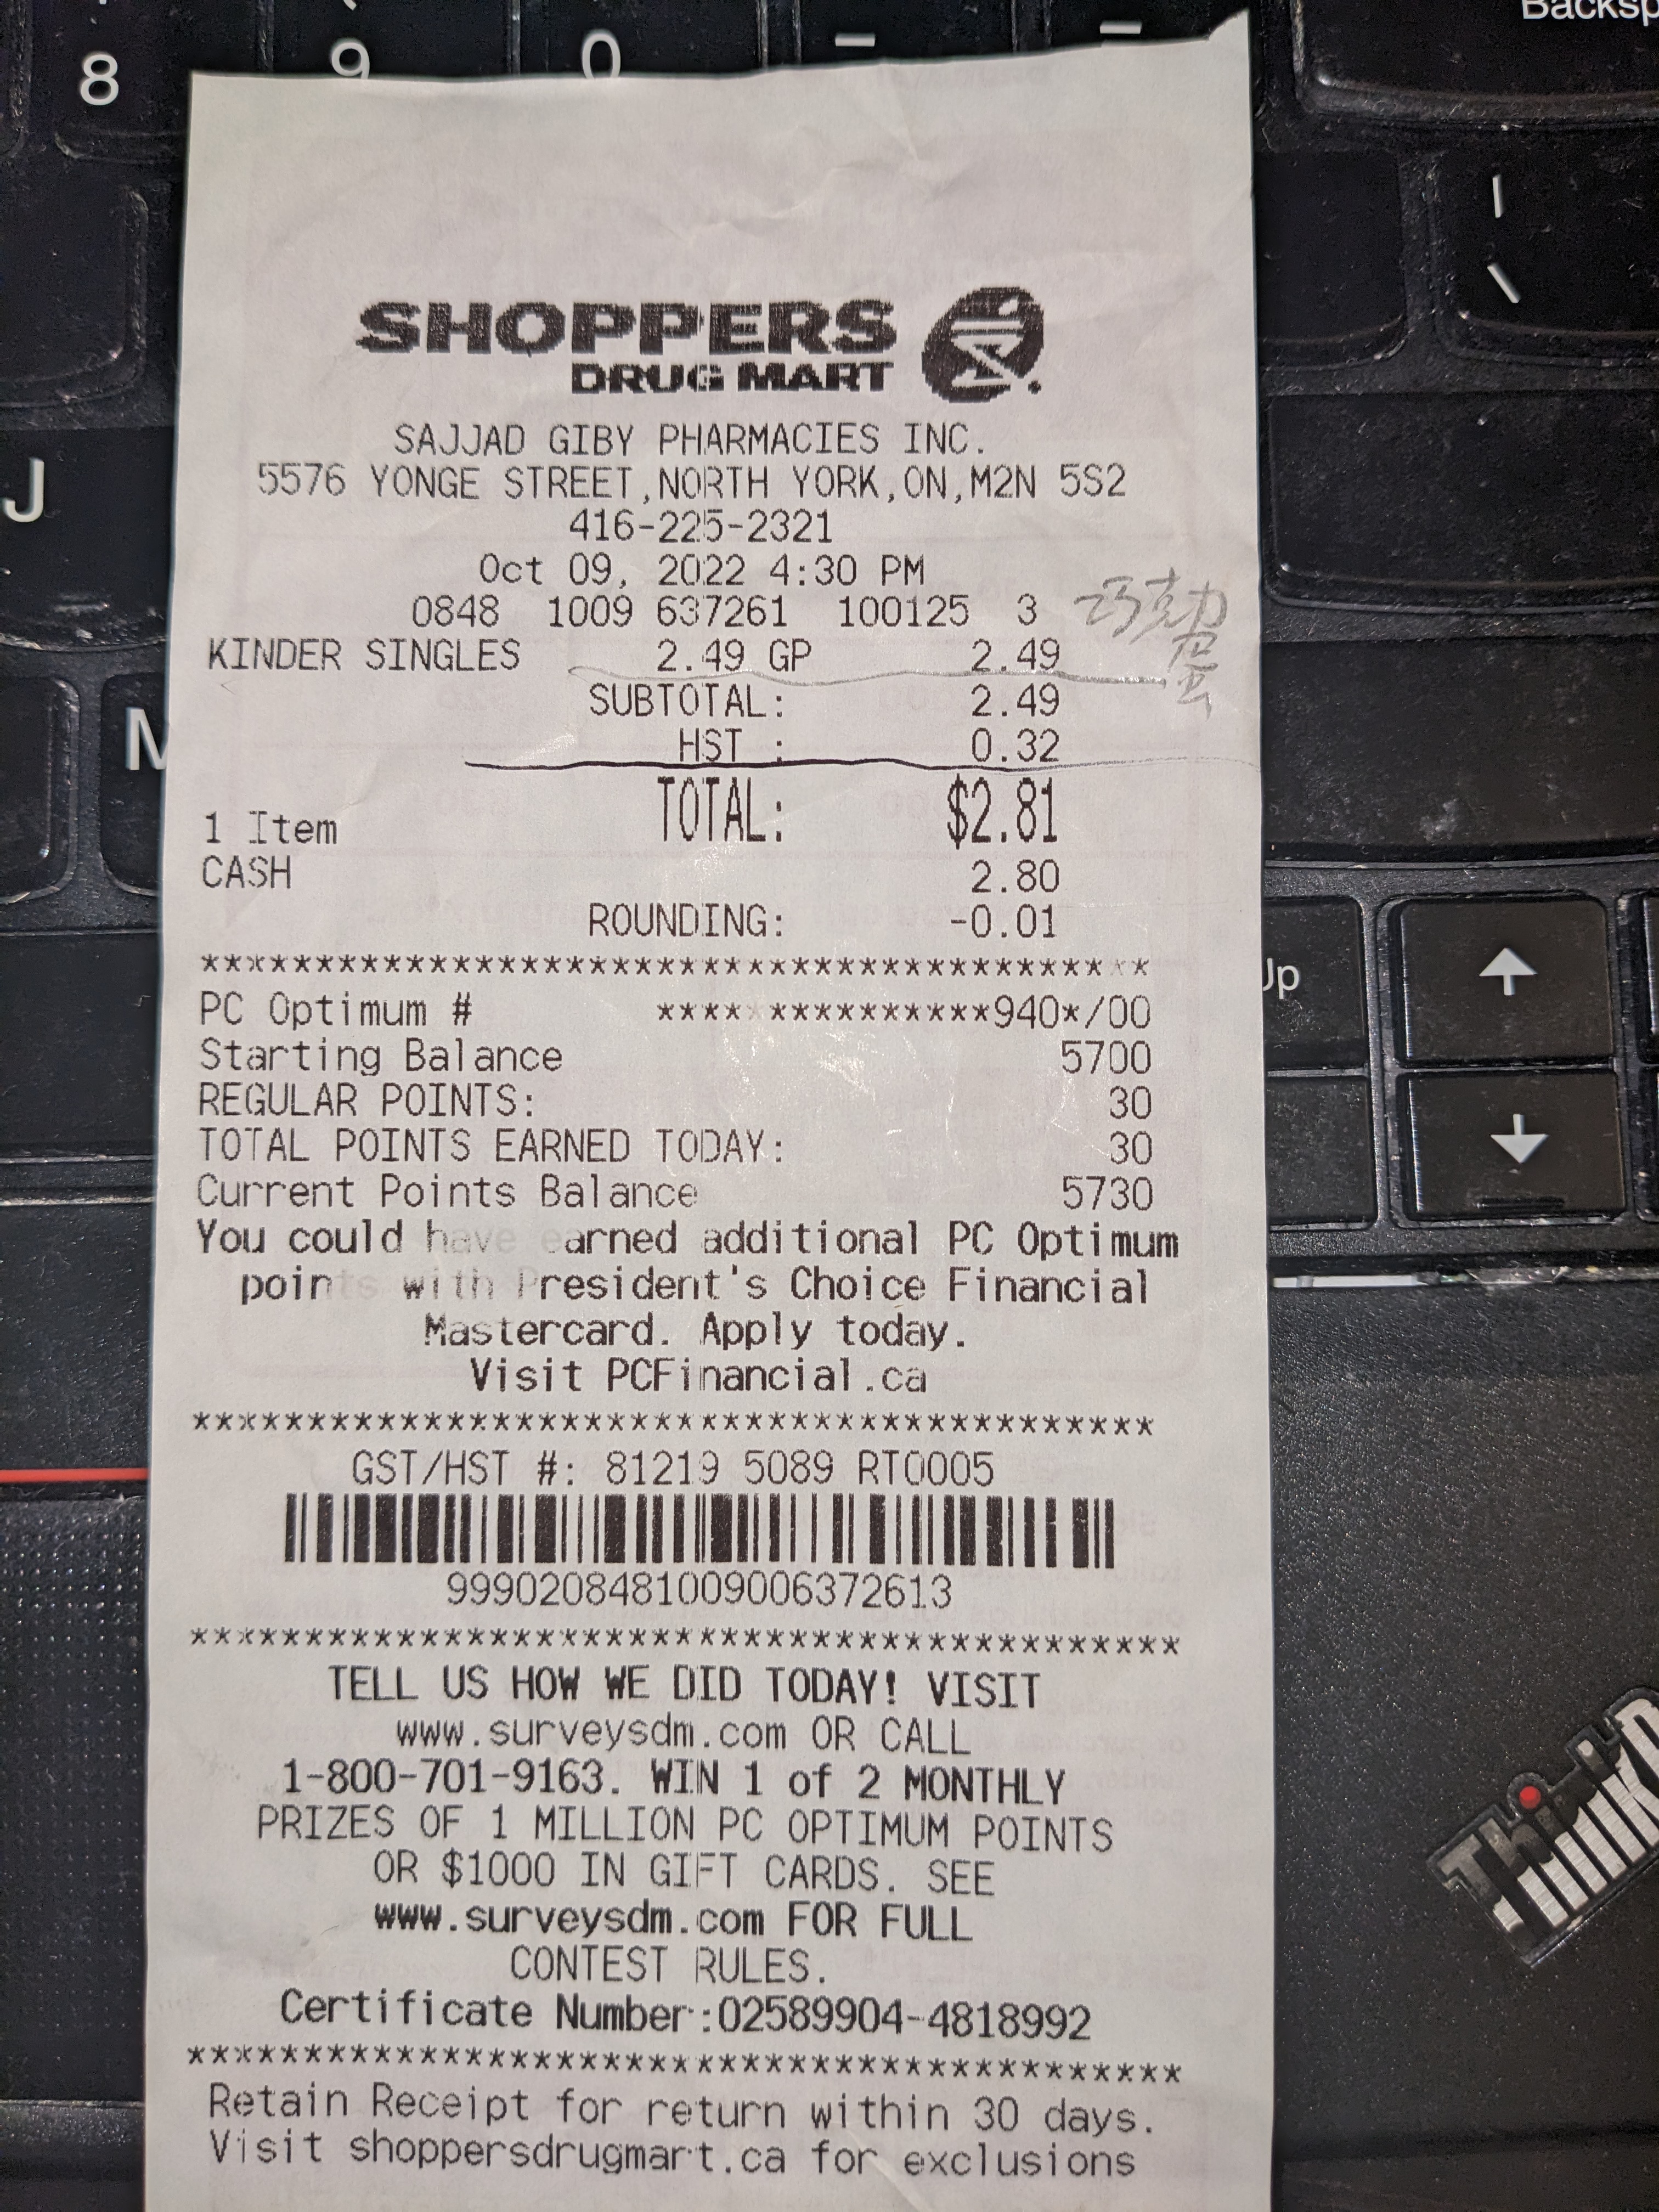 Backsp
8 9 0 - =
SHOPPERS
DRUG MART
SAJJAD GIBY PHARMACIES INC.
5576 YONGE STREET,NORTH YORK,ON,M2N 5S2
416-225-2321
Oct 09, 2022 4:30 PM
0848 1009 637261 100125 3
巧克力
蛋
KINDER SINGLES 2.49 GP 2.49
SUBTOTAL: 2.49
HST : 0.32
TOTAL: $2.81
1 Item
CASH 2.80
ROUNDING: -0.01
*****************************************
PC Optimum # ***************940*/00
Starting Balance 5700
REGULAR POINTS: 30
TOTAL POINTS EARNED TODAY: 30
Current Points Balance 5730
You could have earned additional PC Optimum
points with President's Choice Financial
Mastercard. Apply today.
Visit PCFinancial.ca
*****************************************
GST/HST #: 81219 5089 RT0005
9990208481009006372613
*****************************************
TELL US HOW WE DID TODAY! VISIT
www.surveysdm.com OR CALL
1-800-701-9163. WIN 1 of 2 MONTHLY
PRIZES OF 1 MILLION PC OPTIMUM POINTS
OR $1000 IN GIFT CARDS. SEE
www.surveysdm.com FOR FULL
CONTEST RULES.
Certificate Number:02589904-4818992
*****************************************
Retain Receipt for return within 30 days.
Visit shoppersdrugmart.ca for exclusions
J
M
| \
Up
↑
↓
ThinkP